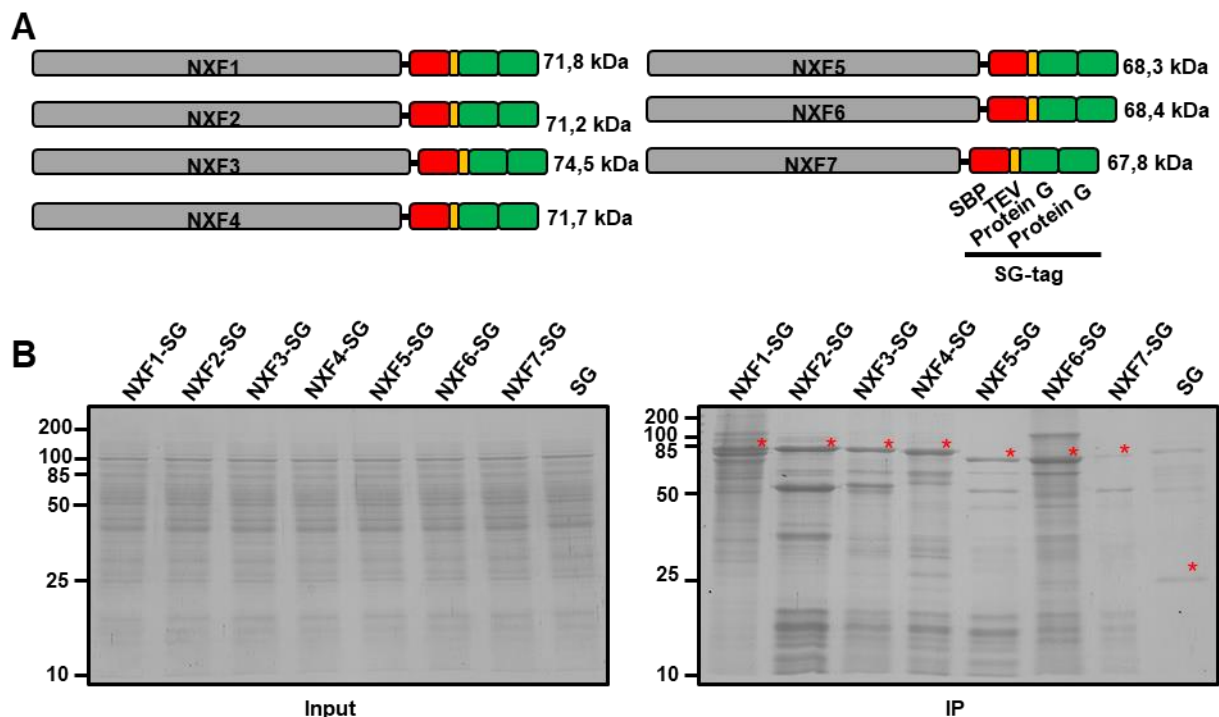 A
NXF1 71,8 kDa
NXF2 71,2 kDa
NXF3 74,5 kDa
NXF4 71,7 kDa
NXF5 68,3 kDa
NXF6 68,4 kDa
NXF7 67,8 kDa
SBP
TEV
Protein G
Protein G
SG-tag
B
NXF1-SG NXF2-SG NXF3-SG NXF4-SG NXF5-SG NXF6-SG NXF7-SG SG
200
100
85
50
25
10
Input
NXF1-SG NXF2-SG NXF3-SG NXF4-SG NXF5-SG NXF6-SG NXF7-SG SG
200
100
85
* * * * * * *
50
25
*
10
IP